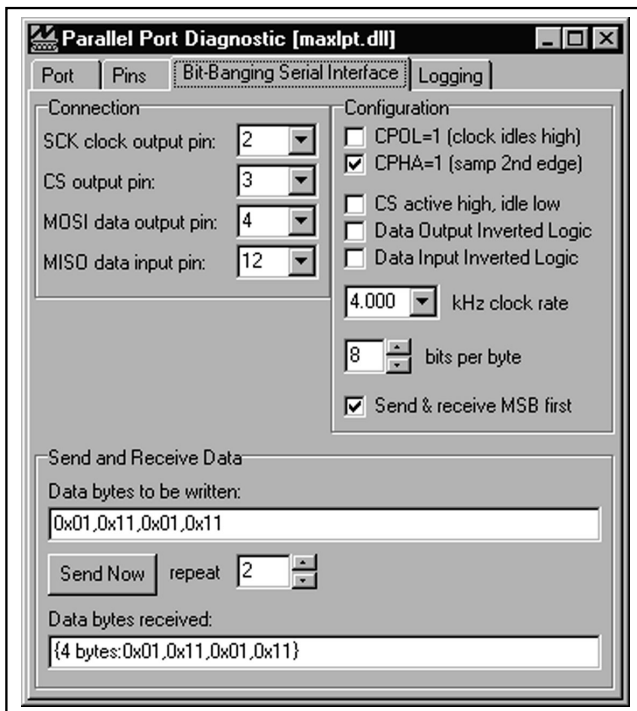 Parallel Port Diagnostic [maxlpt.dll]
Port Pins Bit-Banging Serial Interface Logging
Connection
SCK clock output pin: 2
CS output pin: 3
MOSI data output pin: 4
MISO data input pin: 12
Configuration
CPOL=1 (clock idles high)
CPHA=1 (samp 2nd edge)
CS active high, idle low
Data Output Inverted Logic
Data Input Inverted Logic
4.000 kHz clock rate
8 bits per byte
Send & receive MSB first
Send and Receive Data
Data bytes to be written:
0x01,0x11,0x01,0x11
Send Now repeat 2
Data bytes received:
{4 bytes:0x01,0x11,0x01,0x11}